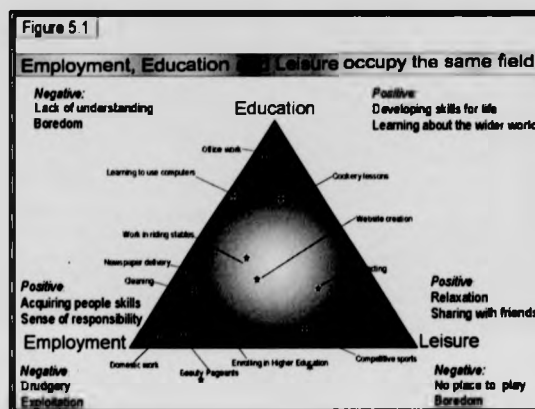 Figure 5.1
Employment, Education and Leisure occupy the same field
Negative:
Lack of understanding
Boredom
Positive:
Developing skills for life
Learning about the wider world
Education
Office work
Learning to use computers
Cookery lessons
Website creation
Work in riding stables
Newspaper delivery
Cleaning
Positive
Acquiring people skills
Sense of responsibility
Positive
Relaxation
Sharing with friends
Employment
Leisure
Domestic work
Beauty Pageants
Enrolling in Higher Education
Competitive sports
Negative
Drudgery
Exploitation
Negative:
No place to play
Boredom